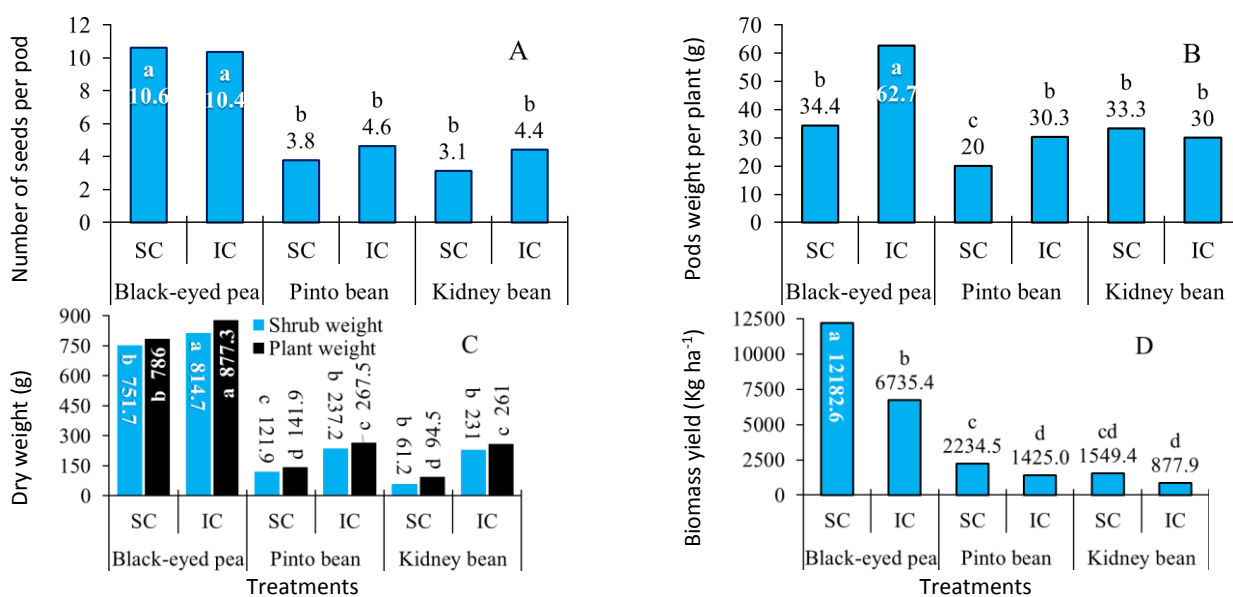 12
10
8
6
4
2
0
Number of seeds per pod
A
a
10.6
a
10.4
b
3.8
b
4.6
b
3.1
b
4.4
SC IC SC IC SC IC
Black-eyed pea Pinto bean Kidney bean
70
60
50
40
30
20
10
0
Pods weight per plant (g)
B
b
34.4
a
62.7
c
20
b
30.3
b
33.3
b
30
SC IC SC IC SC IC
Black-eyed pea Pinto bean Kidney bean
900
750
600
450
300
150
0
Dry weight (g)
Shrub weight
Plant weight
C
b 751.7
b 786
a 814.7
a 877.3
c 121.9
d
b 237.2
c
b 61.2
d 94.5
b 231
c 261
SC IC SC IC SC IC
Black-eyed pea Pinto bean Kidney bean
Treatments
12500
10000
7500
5000
2500
0
Biomass yield (Kg ha⁻¹)
D
a 12182.6
b
6735.4
c
2234.5
d
1425.0
cd
1549.4
d
877.9
SC IC SC IC SC IC
Black-eyed pea Pinto bean Kidney bean
Treatments